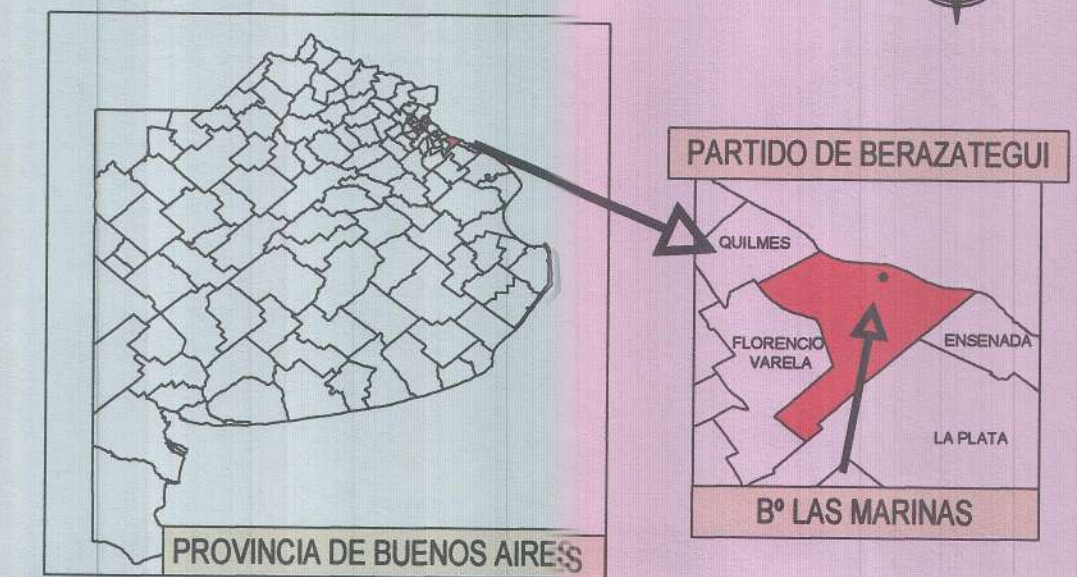 PARTIDO DE BERAZATEGUI
QUILMES
FLORENCIO
VARELA
ENSENADA
LA PLATA
Bº LAS MARINAS
PROVINCIA DE BUENOS AIRES